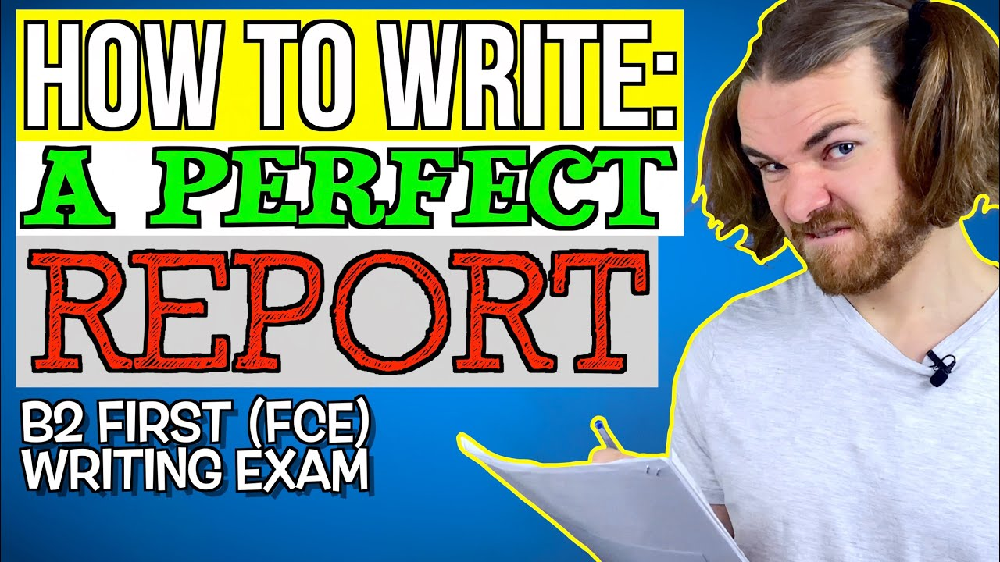 HOW TO WRITE:
A PERFECT
REPORT
B2 FIRST (FCE)
WRITING EXAM